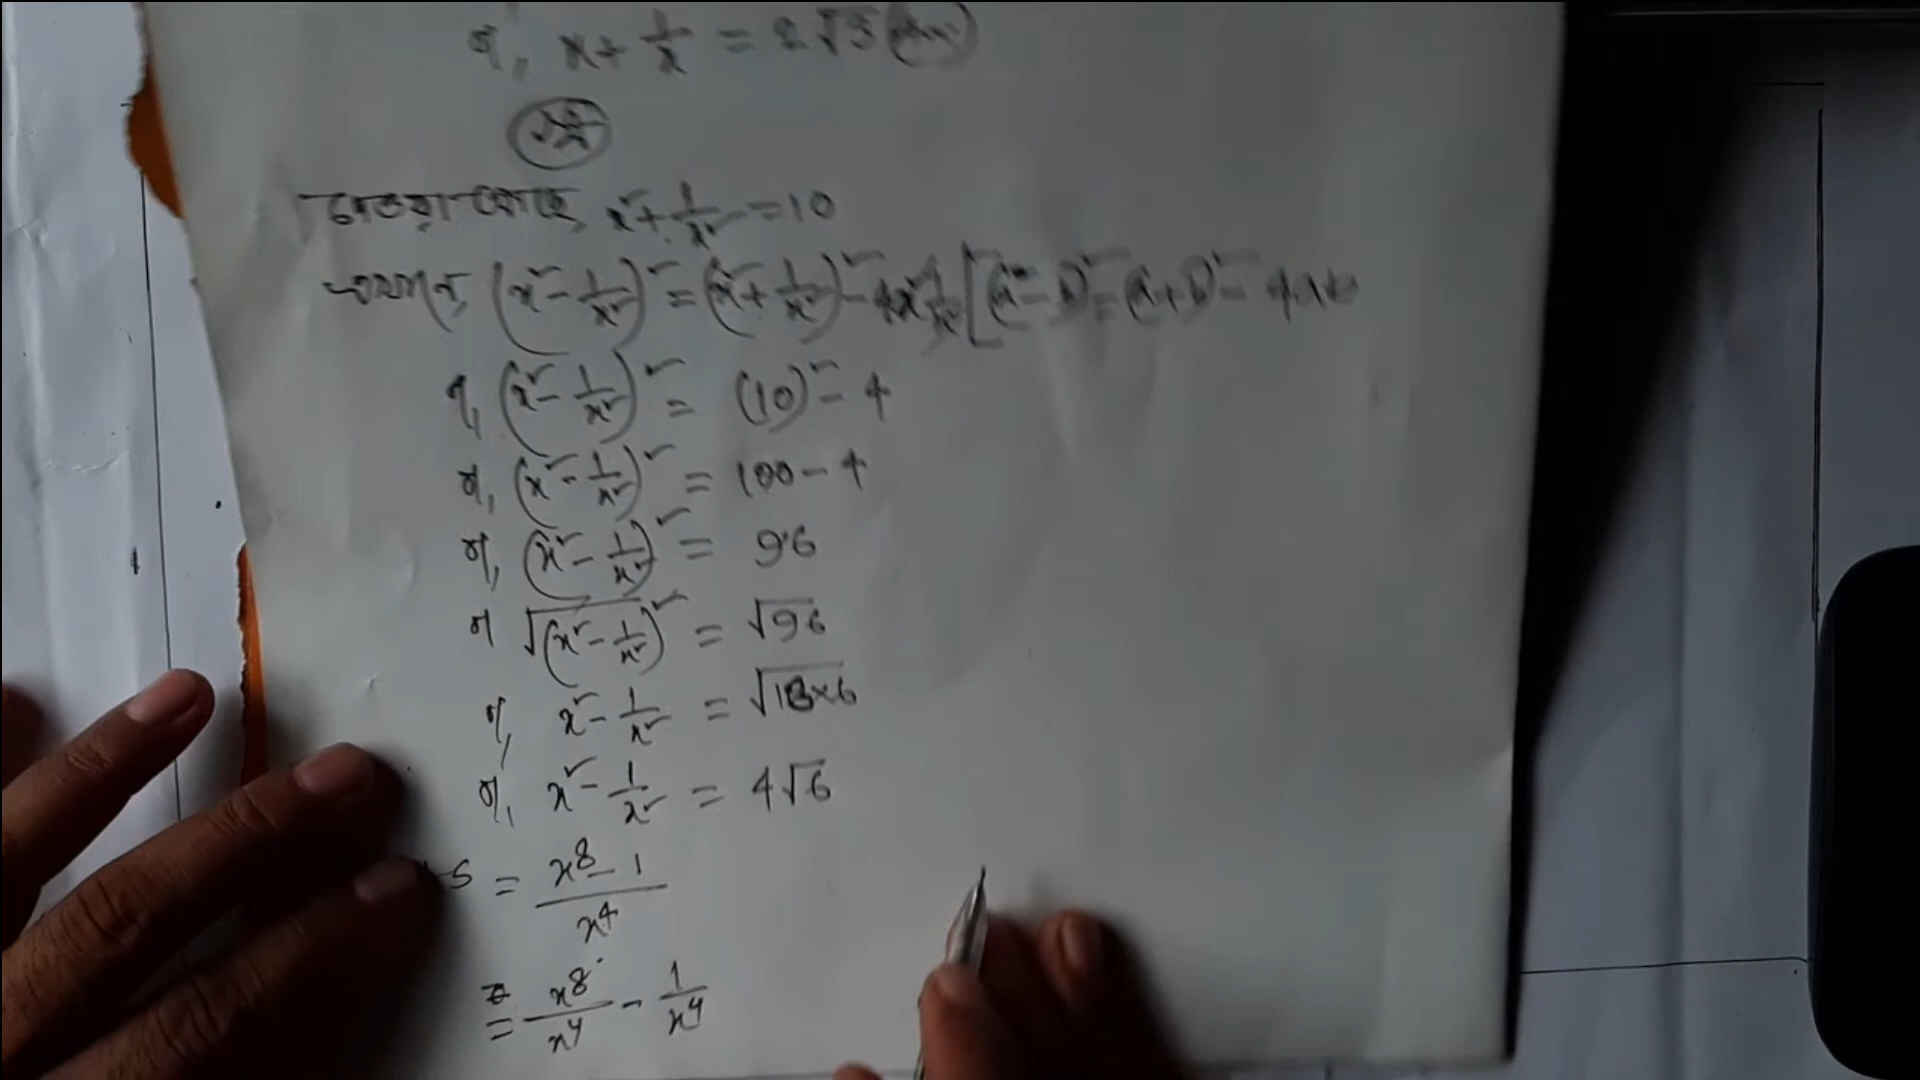 বা, x + 1/x = 2√3 (Ans:)
দেওয়া আছে, x² + 1/x² = 10
এখন, (x² - 1/x²)² = (x² + 1/x²)² - 4x² 1/x² [(a - b)² = (a + b)² - 4ab
বা, (x² - 1/x²)² = (10)² - 4
বা, (x² - 1/x²)² = 100 - 4
বা, (x² - 1/x²)² = 96
বা √(x² - 1/x²)² = √96
বা, x² - 1/x² = √16×6
বা, x² - 1/x² = 4√6
S = x⁸ - 1 / x⁴
= x⁸/x⁴ - 1/x⁴